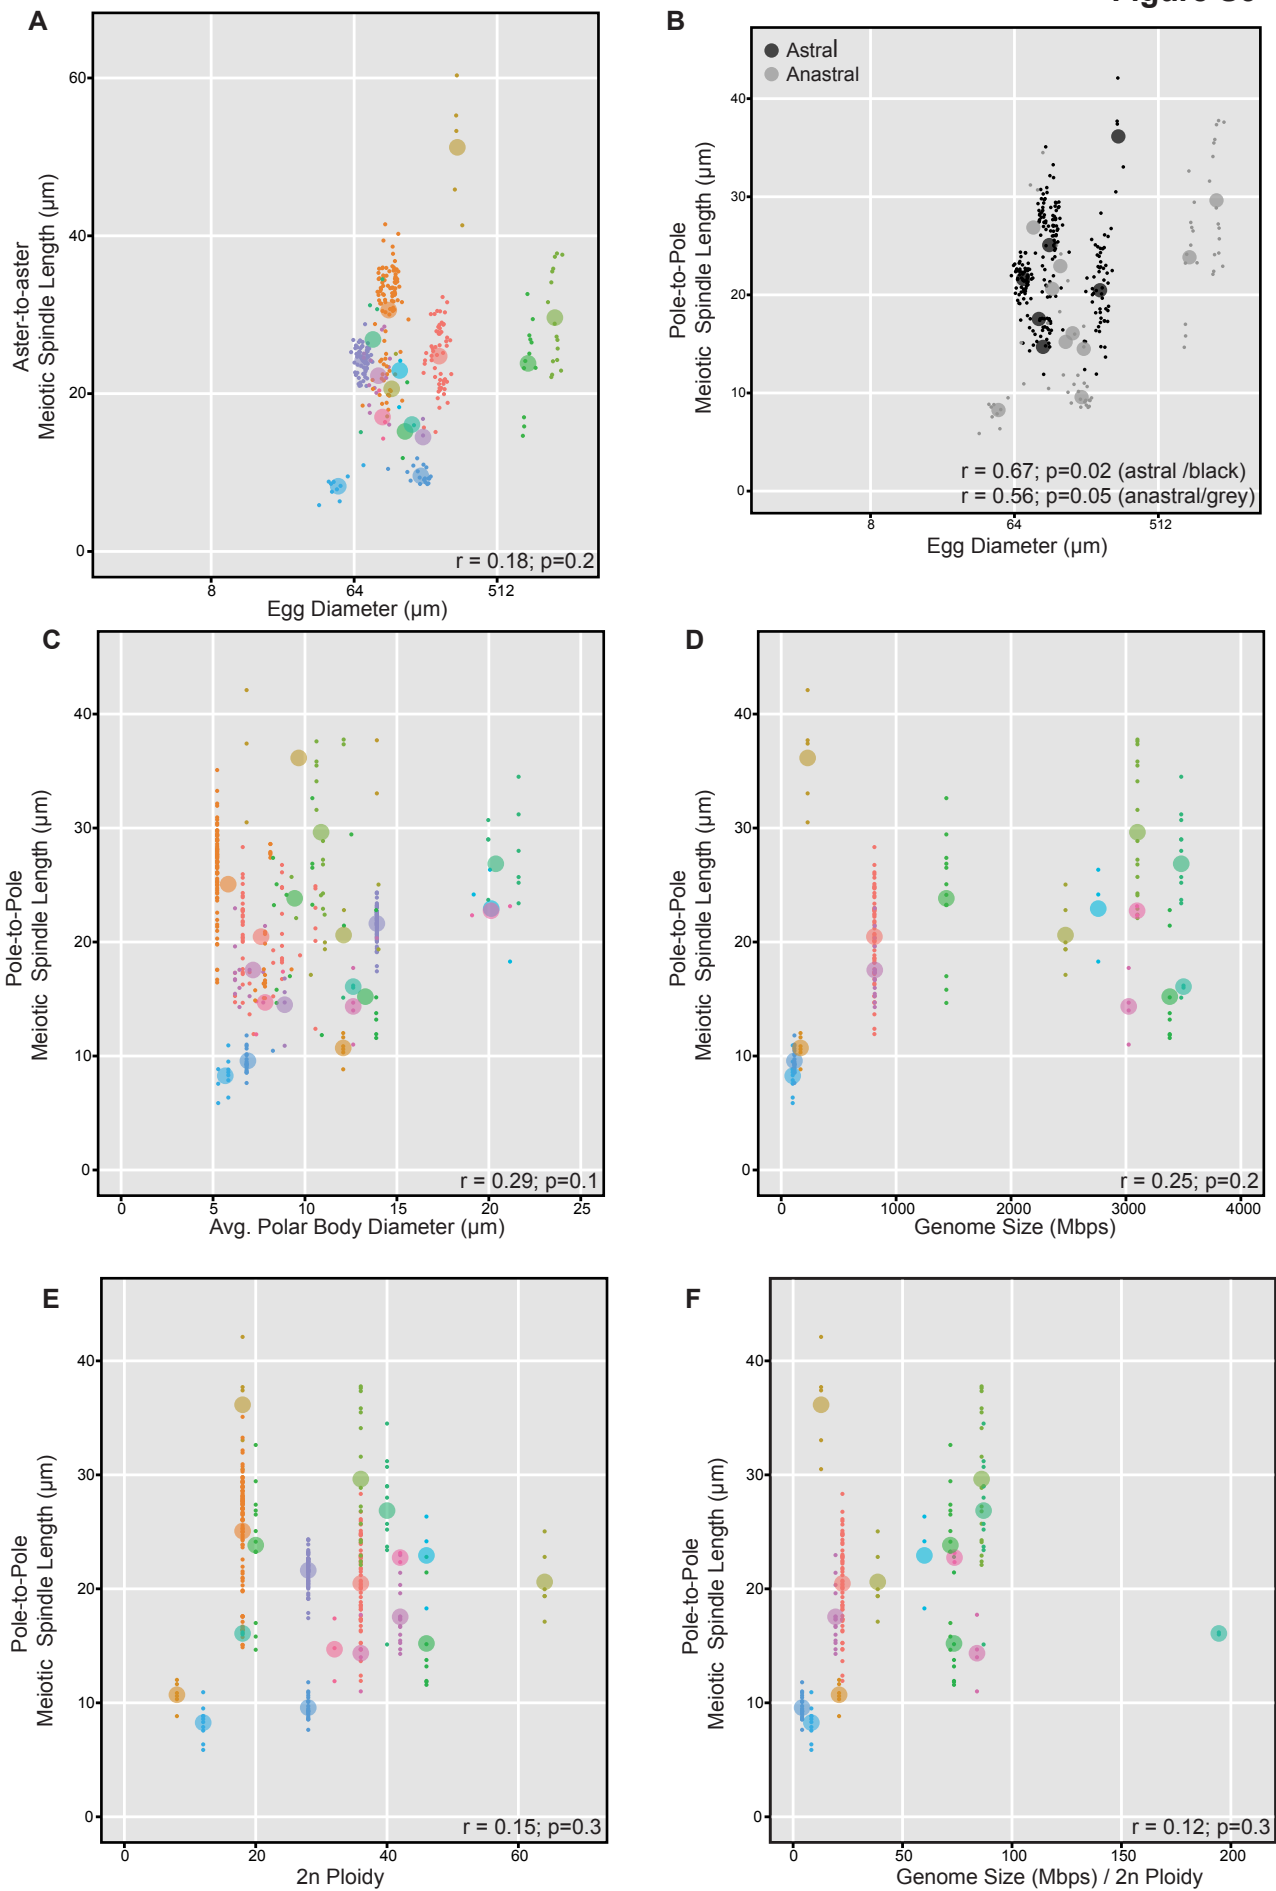 A
60
40
20
0
8
64
512
Aster-to-aster
Meiotic Spindle Length (µm)
Egg Diameter (µm)
r = 0.18; p=0.2
B
Astral
Anastral
40
30
20
10
0
8
64
512
Pole-to-Pole
Meiotic Spindle Length (µm)
Egg Diameter (µm)
r = 0.67; p=0.02 (astral /black)
r = 0.56; p=0.05 (anastral/grey)
C
40
30
20
10
0
0
5
10
15
20
25
Pole-to-Pole
Meiotic Spindle Length (µm)
Avg. Polar Body Diameter (µm)
r = 0.29; p=0.1
D
40
30
20
10
0
0
1000
2000
3000
4000
Pole-to-Pole
Meiotic Spindle Length (µm)
Genome Size (Mbps)
r = 0.25; p=0.2
E
40
30
20
10
0
0
20
40
60
Pole-to-Pole
Meiotic Spindle Length (µm)
2n Ploidy
r = 0.15; p=0.3
F
40
30
20
10
0
0
50
100
150
200
Pole-to-Pole
Meiotic Spindle Length (µm)
Genome Size (Mbps) / 2n Ploidy
r = 0.12; p=0.3